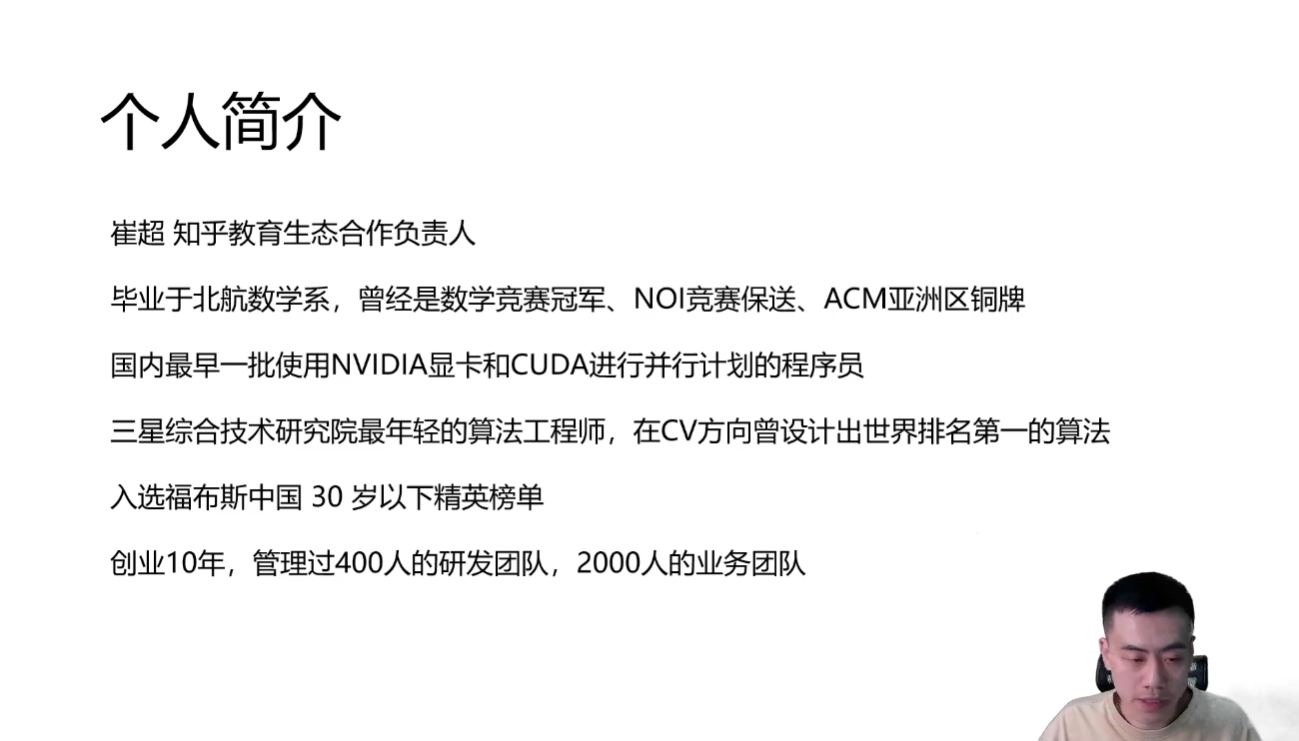 个人简介
崔超 知乎教育生态合作负责人
毕业于北航数学系，曾经是数学竞赛冠军、NOI竞赛保送、ACM亚洲区铜牌
国内最早一批使用NVIDIA显卡和CUDA进行并行计划的程序员
三星综合技术研究院最年轻的算法工程师，在CV方向曾设计出世界排名第一的算法
入选福布斯中国 30 岁以下精英榜单
创业10年，管理过400人的研发团队，2000人的业务团队